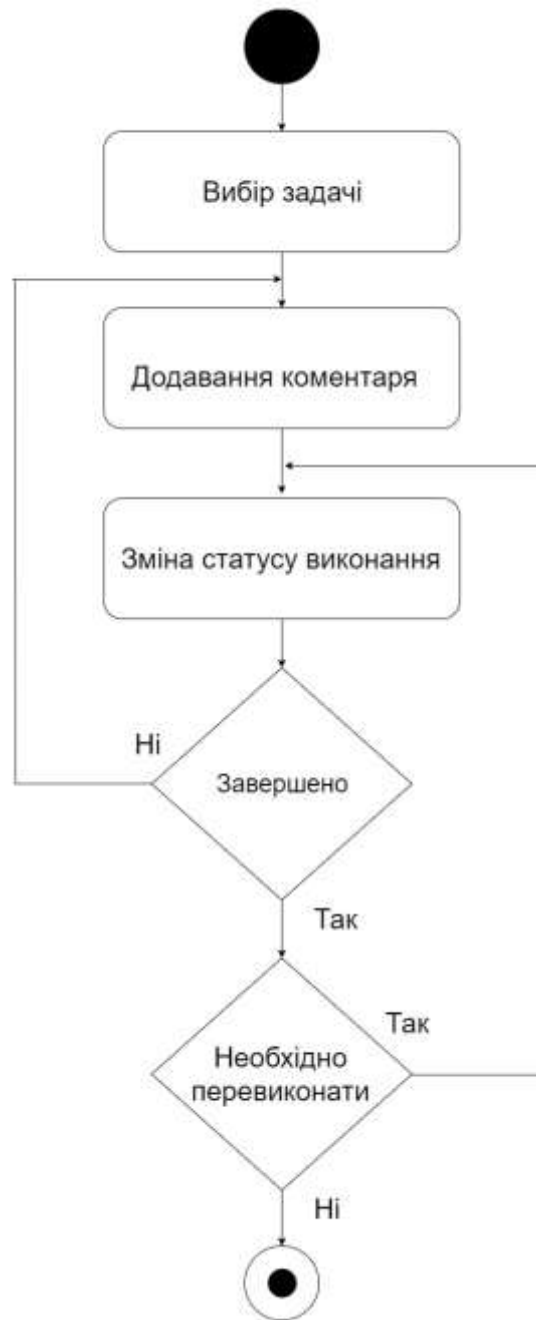 Вибір задачі
Додавання коментаря
Зміна статусу виконання
Ні
Завершено
Так
Так
Необхідно
перевиконати
Ні